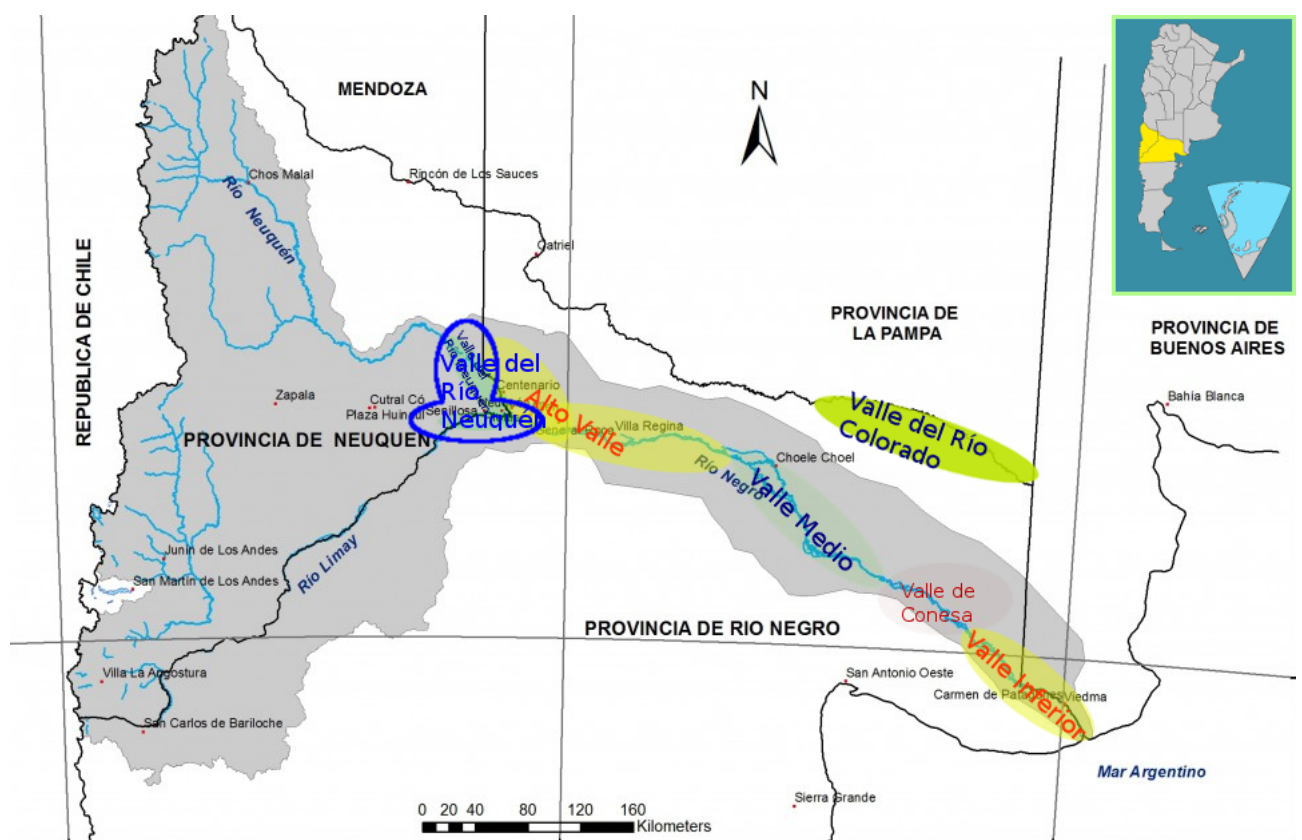 MENDOZA
N
Chos Malal
Rincón de Los Sauces
Río
Neuquén
Catriel
REPUBLICA DE CHILE
PROVINCIA DE
LA PAMPA
PROVINCIA DE
BUENOS AIRES
Valle del
Río
Neuquén
Centenario
Zapala
Cutral Có
Plaza Huincul
Senillosa
PROVINCIA DE NEUQUEN
Alto Valle
Villa Regina
Valle del Río
Colorado
Bahía Blanca
Choele Choel
Río Negro
Valle Medio
Junín de Los Andes
San Martín de Los Andes
Río Limay
Valle de
Conesa
PROVINCIA DE RIO NEGRO
Valle Inferior
Villa La Angostura
San Antonio Oeste
Carmen de Patagones
Viedma
San Carlos de Bariloche
Mar Argentino
Sierra Grande
0 20 40 80 120 160
Kilometers